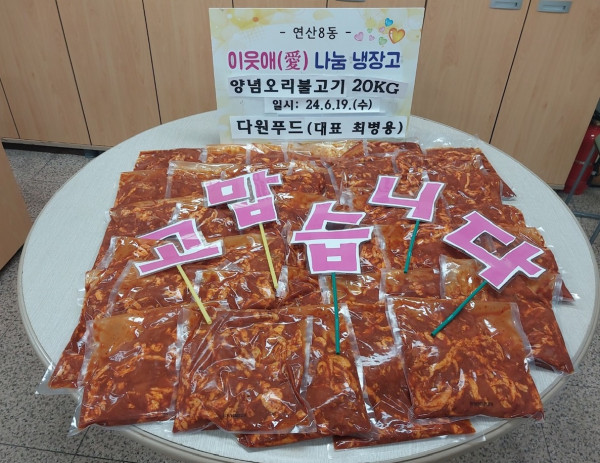 - 연산8동 -
이웃애(愛) 나눔 냉장고
양념오리불고기 20KG
일시: 24.6.19.(수)
다원푸드(대표 최병용)
고맙습니다